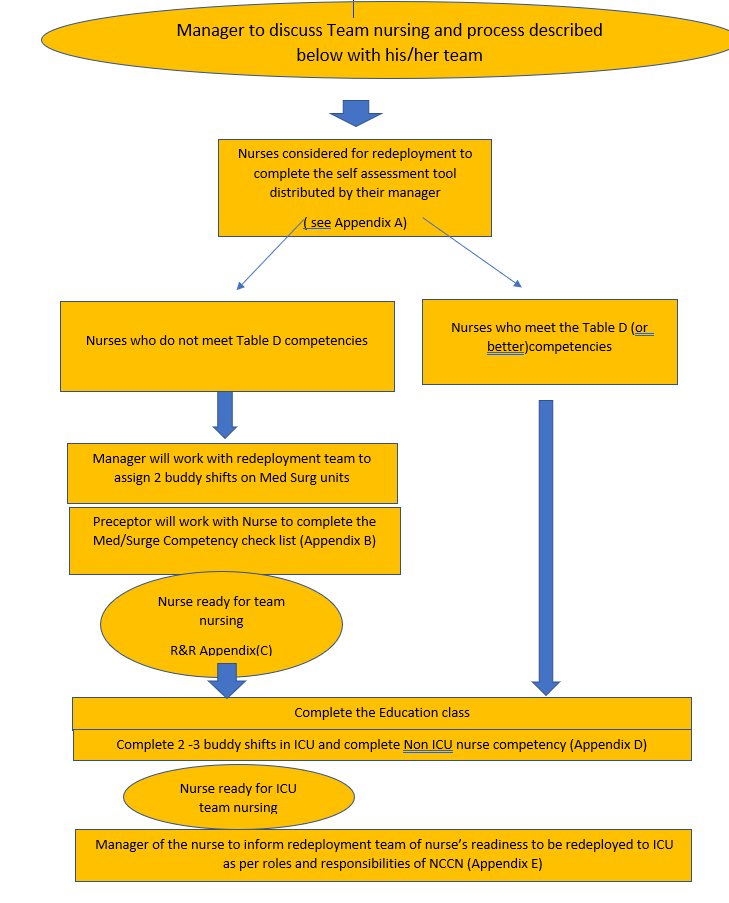 Manager to discuss Team nursing and process described
below with his/her team
Nurses considered for redeployment to
complete the self assessment tool
distributed by their manager
( see Appendix A)
Nurses who do not meet Table D competencies
Nurses who meet the Table D (or
better)competencies
Manager will work with redeployment team to
assign 2 buddy shifts on Med Surg units
Preceptor will work with Nurse to complete the
Med/Surge Competency check list (Appendix B)
Nurse ready for team
nursing
R&R Appendix(C)
Complete the Education class
Complete 2 -3 buddy shifts in ICU and complete Non ICU nurse competency (Appendix D)
Nurse ready for ICU
team nursing
Manager of the nurse to inform redeployment team of nurse's readiness to be redeployed to ICU
as per roles and responsibilities of NCCN (Appendix E)